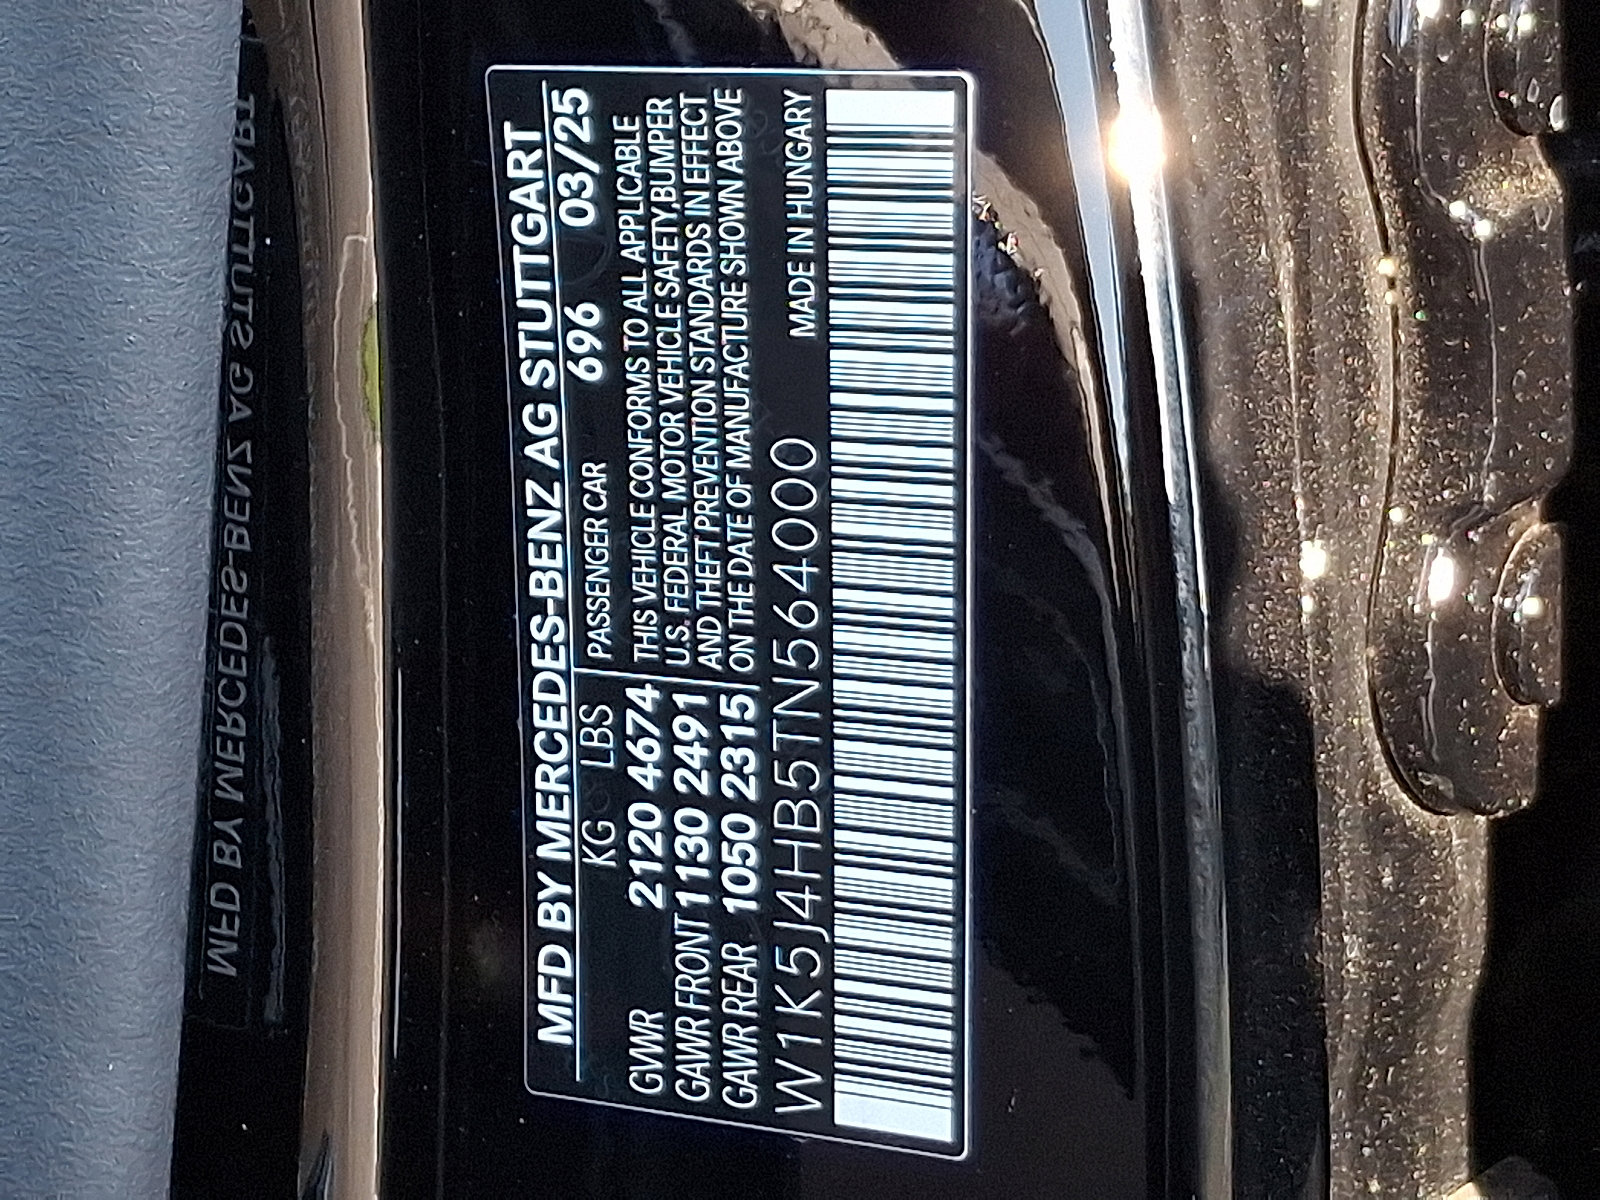 MFD BY MERCEDES-BENZ AG STUTTGART
KG LBS PASSENGER CAR 696 03/25
GVWR 2120 4674 THIS VEHICLE CONFORMS TO ALL APPLICABLE
GAWR FRONT 1130 2491 U.S. FEDERAL MOTOR VEHICLE SAFETY,BUMPER
GAWR REAR 1050 2315 AND THEFT PREVENTION STANDARDS IN EFFECT
ON THE DATE OF MANUFACTURE SHOWN ABOVE
W1K5J4HB5TN564000 MADE IN HUNGARY
MFD BY MERCEDES-BENZ AG STUTTGART